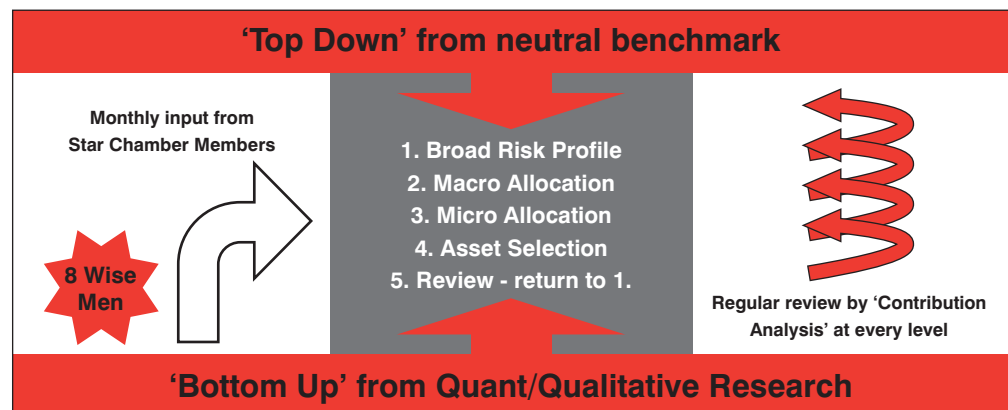 ‘Top Down’ from neutral benchmark
Monthly input from
Star Chamber Members
8 Wise
Men
1. Broad Risk Profile
2. Macro Allocation
3. Micro Allocation
4. Asset Selection
5. Review - return to 1.
Regular review by ‘Contribution
Analysis’ at every level
‘Bottom Up’ from Quant/Qualitative Research